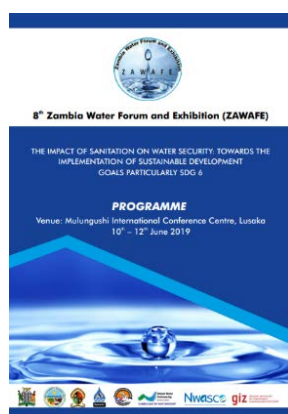 Zambia Water Forum and Exhibition
ZAWAFE
8th Zambia Water Forum and Exhibition (ZAWAFE)
THE IMPACT OF SANITATION ON WATER SECURITY: TOWARDS THE
IMPLEMENTATION OF SUSTAINABLE DEVELOPMENT
GOALS PARTICULARLY SDG 6
PROGRAMME
Venue: Mulungushi International Conference Centre, Lusaka
10th – 12th June 2019
Nwasco giz